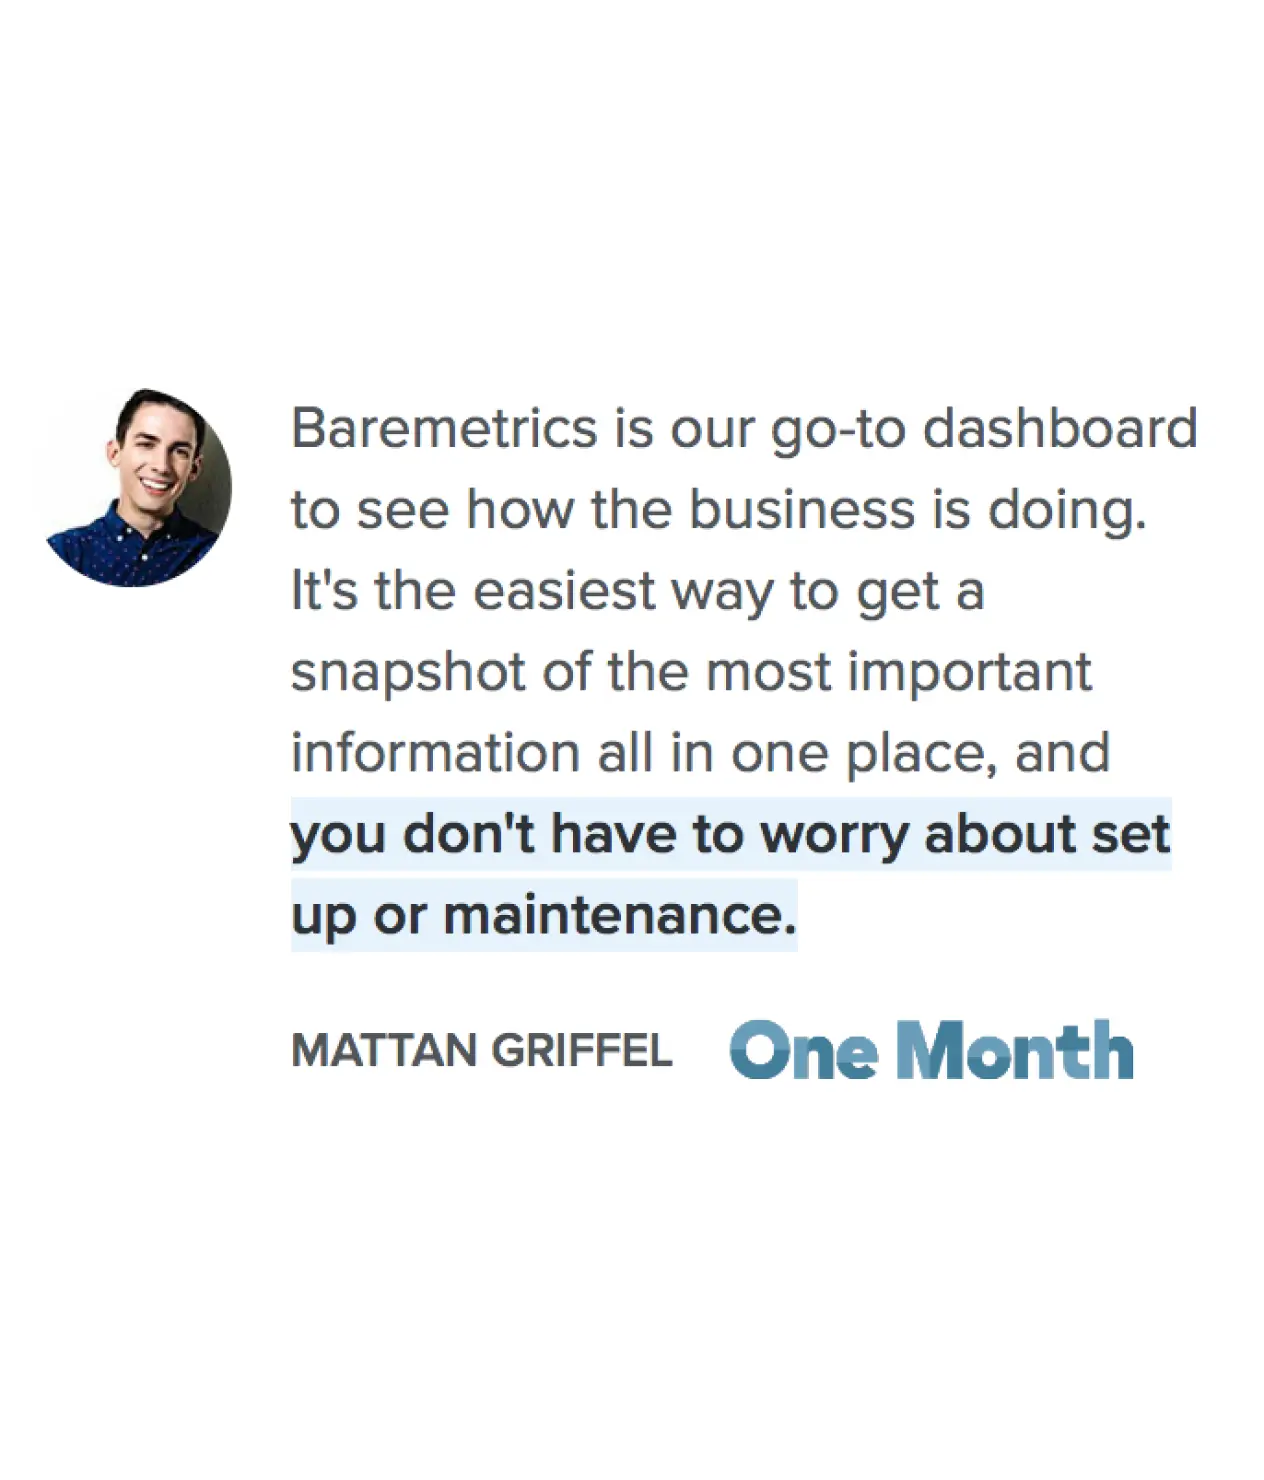 Baremetrics is our go-to dashboard
to see how the business is doing.
It's the easiest way to get a
snapshot of the most important
information all in one place, and
you don't have to worry about set
up or maintenance.
MATTAN GRIFFEL One Month